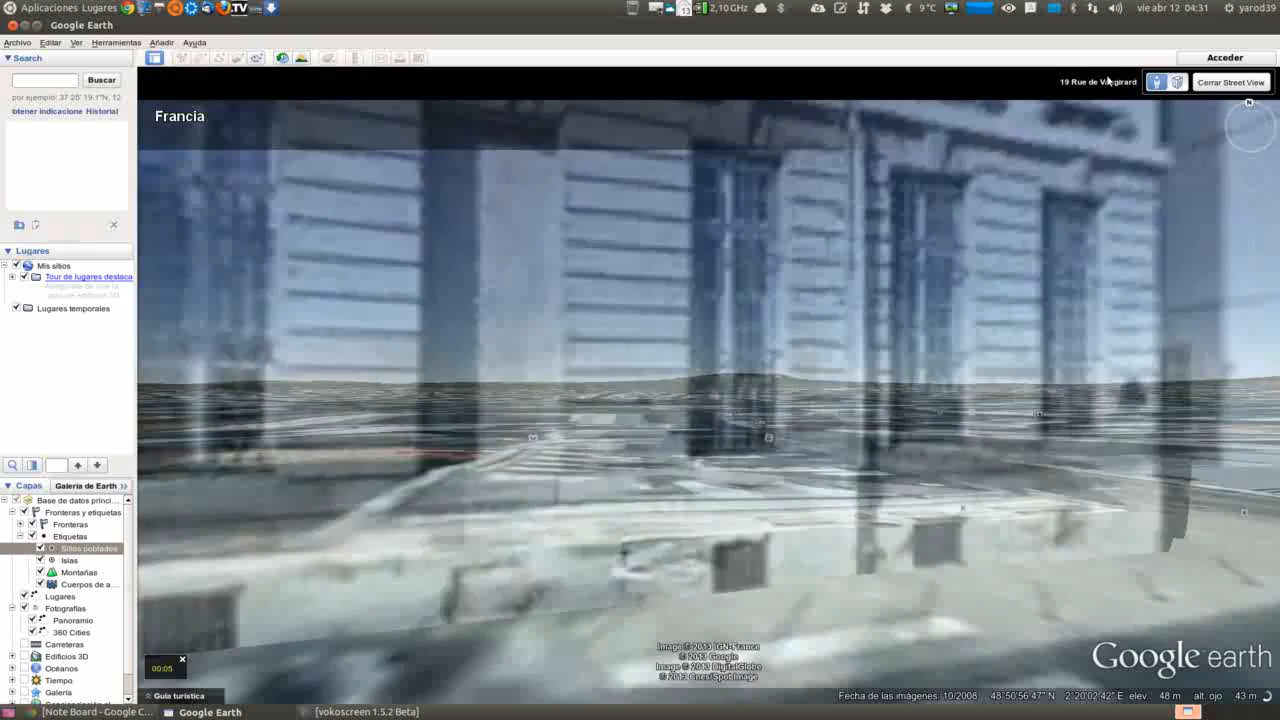 Aplicaciones Lugares
13
2,10 GHz
9°C
vie abr 12 04:31
yarod39
Google Earth
Archivo Editar Ver Herramientas Añadir Ayuda
Search
Acceder
Buscar
por ejemplo: 37 25' 19.1"N, 12
btener indicacione Historial
19 Rue de Vaugirard
Cerrar Street View
N
Francia
Lugares
Mis sitios
Tour de lugares destaca
Lugares temporales
Capas
Galería de Earth >>
Base de datos princi...
Fronteras y etiquetas
Fronteras
Etiquetas
Sitios poblados
Islas
Montañas
Cuerpos de a...
Lugares
Fotografías
Panoramio
360 Cities
Carreteras
Edificios 3D
Océanos
Tiempo
Galería
00:05
Guía turística
Image © 2013 IGN-France
© 2013 Google
Image © 2013 DigitalGlobe
© 2013 Cnes/Spot Image
Google earth
Fecha de las imágenes: 10/2008 48°50'56.47" N 2°20'02.42" E elev. 48 m alt. ojo 43 m
[Note Board - Google C...
Google Earth
[vokoscreen 1.5.2 Beta]